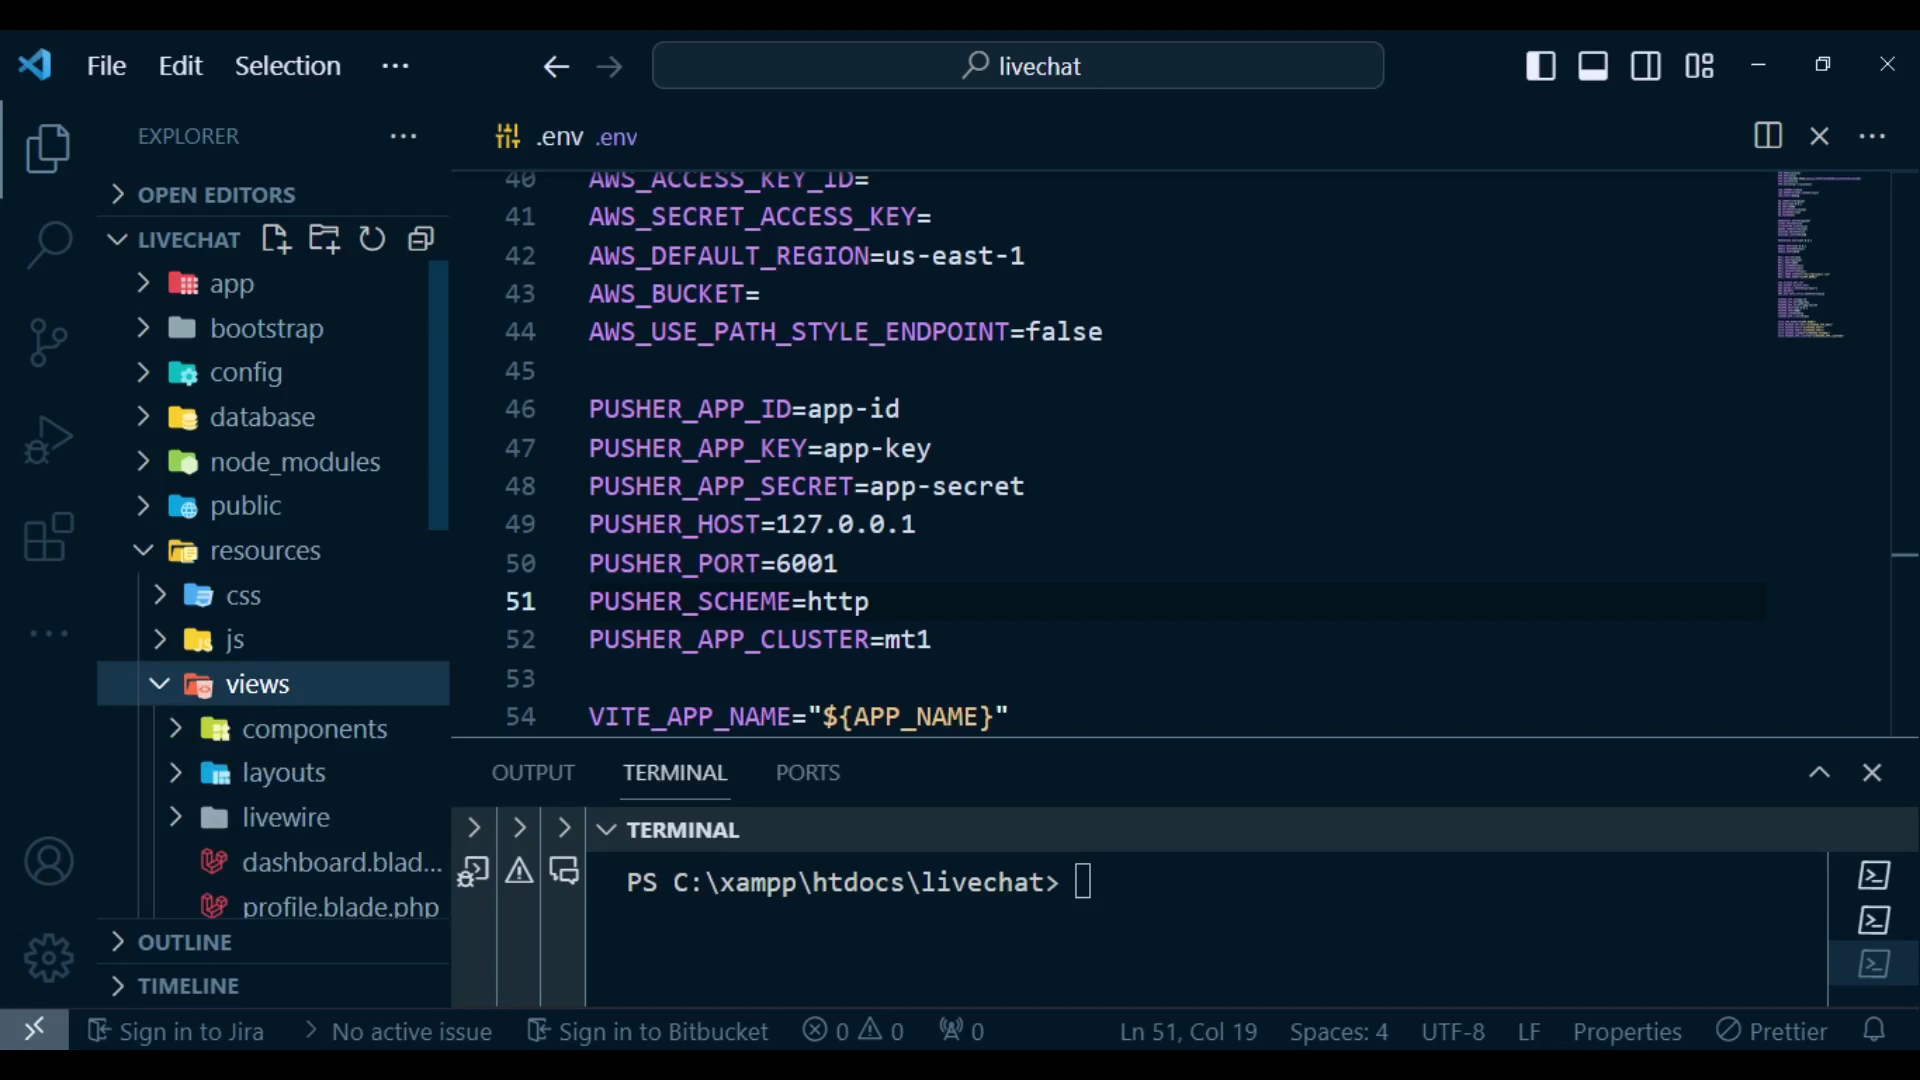 File Edit Selection ···
livechat
EXPLORER ···
OPEN EDITORS
LIVECHAT
app
bootstrap
config
database
node_modules
public
resources
css
js
views
components
layouts
livewire
dashboard.blad...
profile.blade.php
OUTLINE
TIMELINE
.env .env
40 AWS_ACCESS_KEY_ID=
41 AWS_SECRET_ACCESS_KEY=
42 AWS_DEFAULT_REGION=us-east-1
43 AWS_BUCKET=
44 AWS_USE_PATH_STYLE_ENDPOINT=false
45
46 PUSHER_APP_ID=app-id
47 PUSHER_APP_KEY=app-key
48 PUSHER_APP_SECRET=app-secret
49 PUSHER_HOST=127.0.0.1
50 PUSHER_PORT=6001
51 PUSHER_SCHEME=http
52 PUSHER_APP_CLUSTER=mt1
53
54 VITE_APP_NAME="${APP_NAME}"
OUTPUT TERMINAL PORTS
TERMINAL
PS C:\xampp\htdocs\livechat>
Sign in to Jira No active issue Sign in to Bitbucket 0 0 0 Ln 51, Col 19 Spaces: 4 UTF-8 LF Properties Prettier